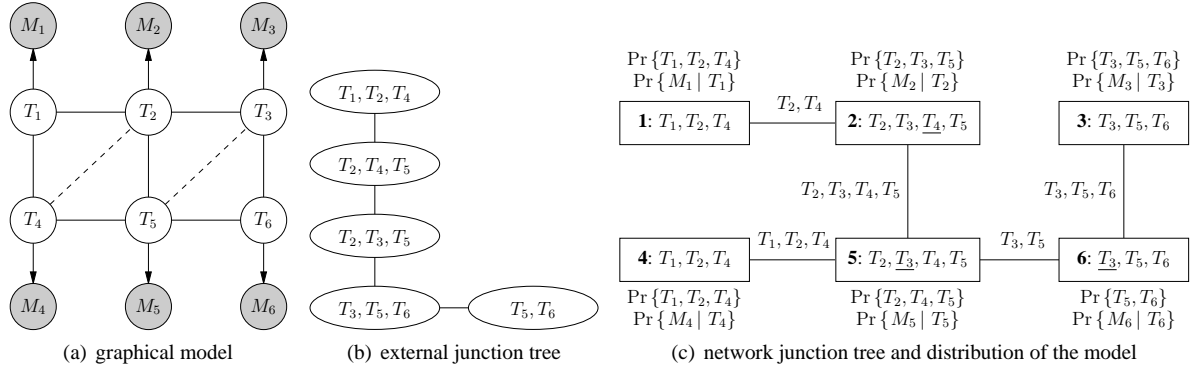 M₁ M₂ M₃
T₁ T₂ T₃
T₄ T₅ T₆
M₄ M₅ M₆
(a) graphical model
T₁, T₂, T₄
T₂, T₄, T₅
T₂, T₃, T₅
T₃, T₅, T₆ T₅, T₆
(b) external junction tree
Pr {T₁, T₂, T₄} Pr {T₂, T₃, T₅} Pr {T₃, T₅, T₆}
Pr {M₁ | T₁} Pr {M₂ | T₂} Pr {M₃ | T₃}
1: T₁, T₂, T₄ T₂, T₄ 2: T₂, T₃, T₄, T₅ 3: T₃, T₅, T₆
T₂, T₃, T₄, T₅ T₃, T₅, T₆
4: T₁, T₂, T₄ T₁, T₂, T₄ 5: T₂, T₃, T₄, T₅ T₃, T₅ 6: T₃, T₅, T₆
Pr {T₁, T₂, T₄} Pr {T₂, T₄, T₅} Pr {T₅, T₆}
Pr {M₄ | T₄} Pr {M₅ | T₅} Pr {M₆ | T₆}
(c) network junction tree and distribution of the model